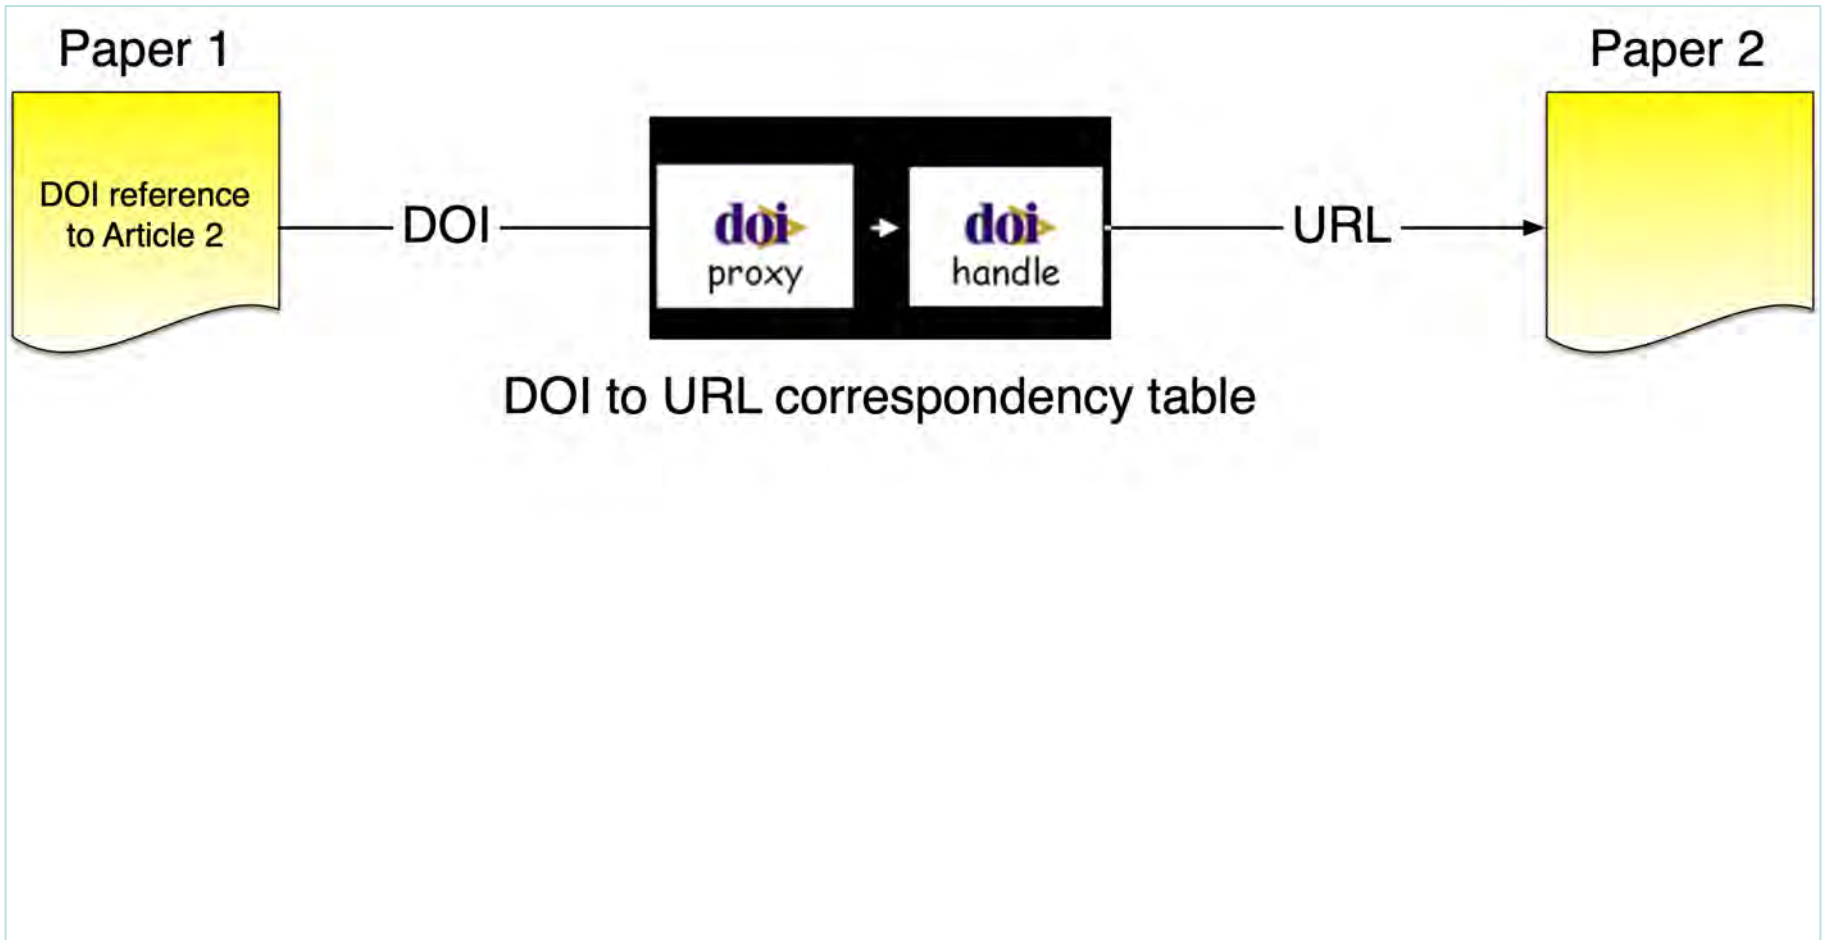 Paper 1
Paper 2
DOI reference
to Article 2
DOI
doi
proxy
doi
handle
URL
DOI to URL correspondency table